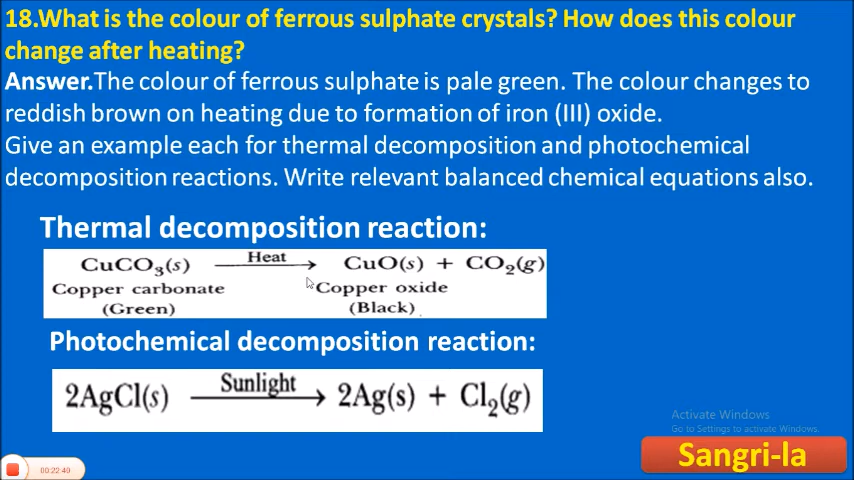 18.What is the colour of ferrous sulphate crystals? How does this colour
change after heating?
Answer.The colour of ferrous sulphate is pale green. The colour changes to
reddish brown on heating due to formation of iron (III) oxide.
Give an example each for thermal decomposition and photochemical
decomposition reactions. Write relevant balanced chemical equations also.
Thermal decomposition reaction:
CuCO₃(s) —Heat→ CuO(s) + CO₂(g)
Copper carbonate Copper oxide
(Green) (Black)
Photochemical decomposition reaction:
2AgCl(s) —Sunlight→ 2Ag(s) + Cl₂(g)
Activate Windows
Go to Settings to activate Windows.
Sangri-la
00:22:40